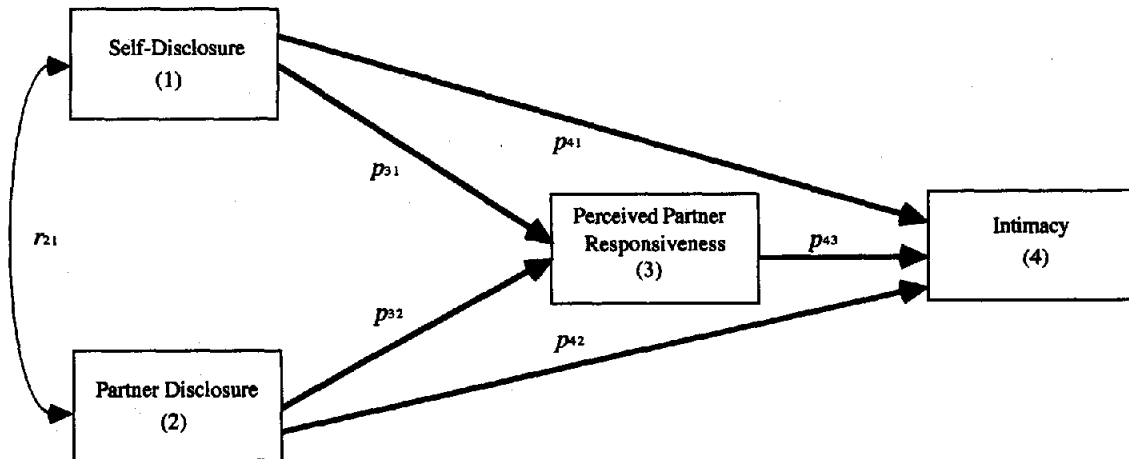 Self-Disclosure
(1)
p41
p31
Perceived Partner
Responsiveness
(3)
p43
Intimacy
(4)
r21
p32
p42
Partner Disclosure
(2)